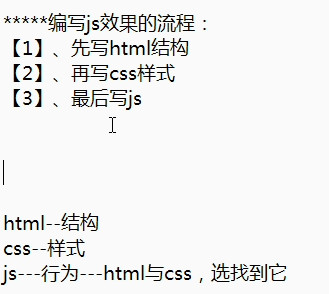 *****编写js效果的流程：
【1】、先写html结构
【2】、再写css样式
【3】、最后写js
html--结构
css--样式
js---行为---html与css，选找到它